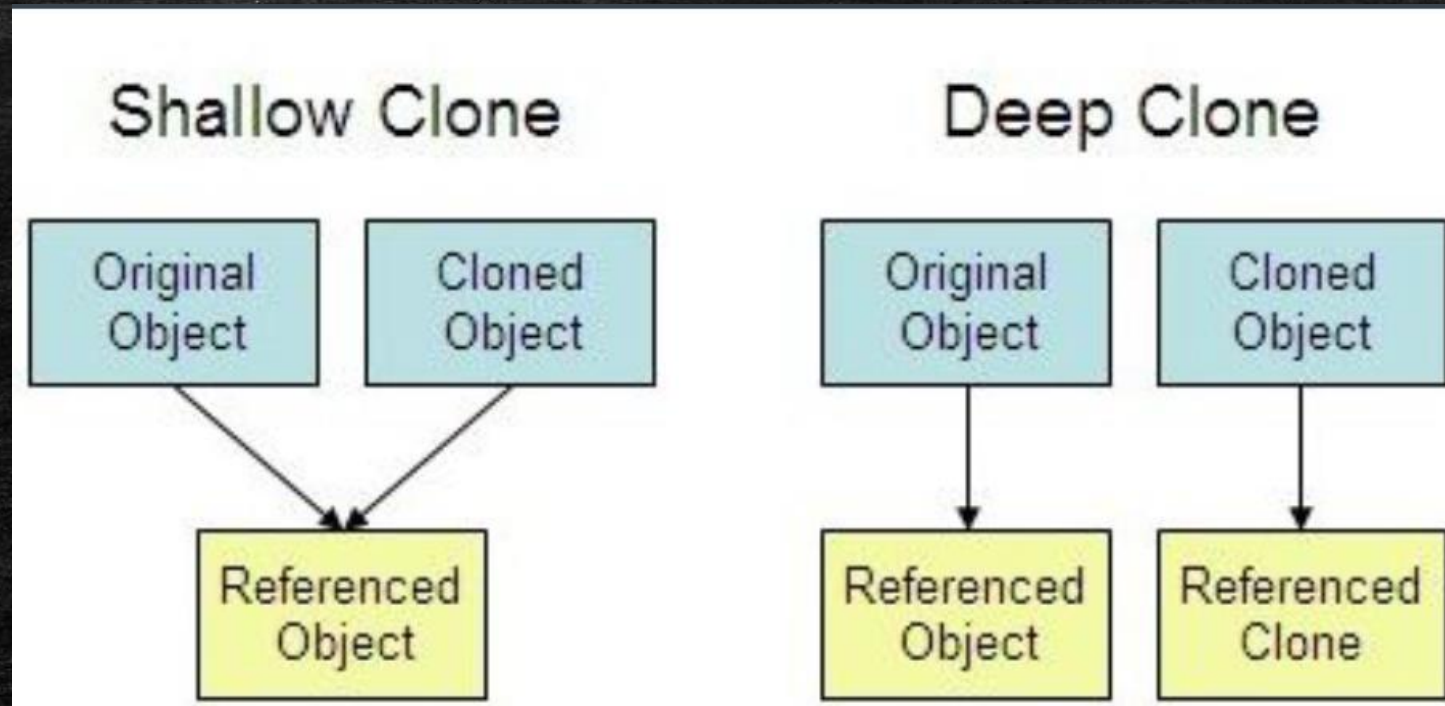 Shallow Clone
Deep Clone
Original
Object
Cloned
Object
Original
Object
Cloned
Object
Referenced
Object
Referenced
Object
Referenced
Clone